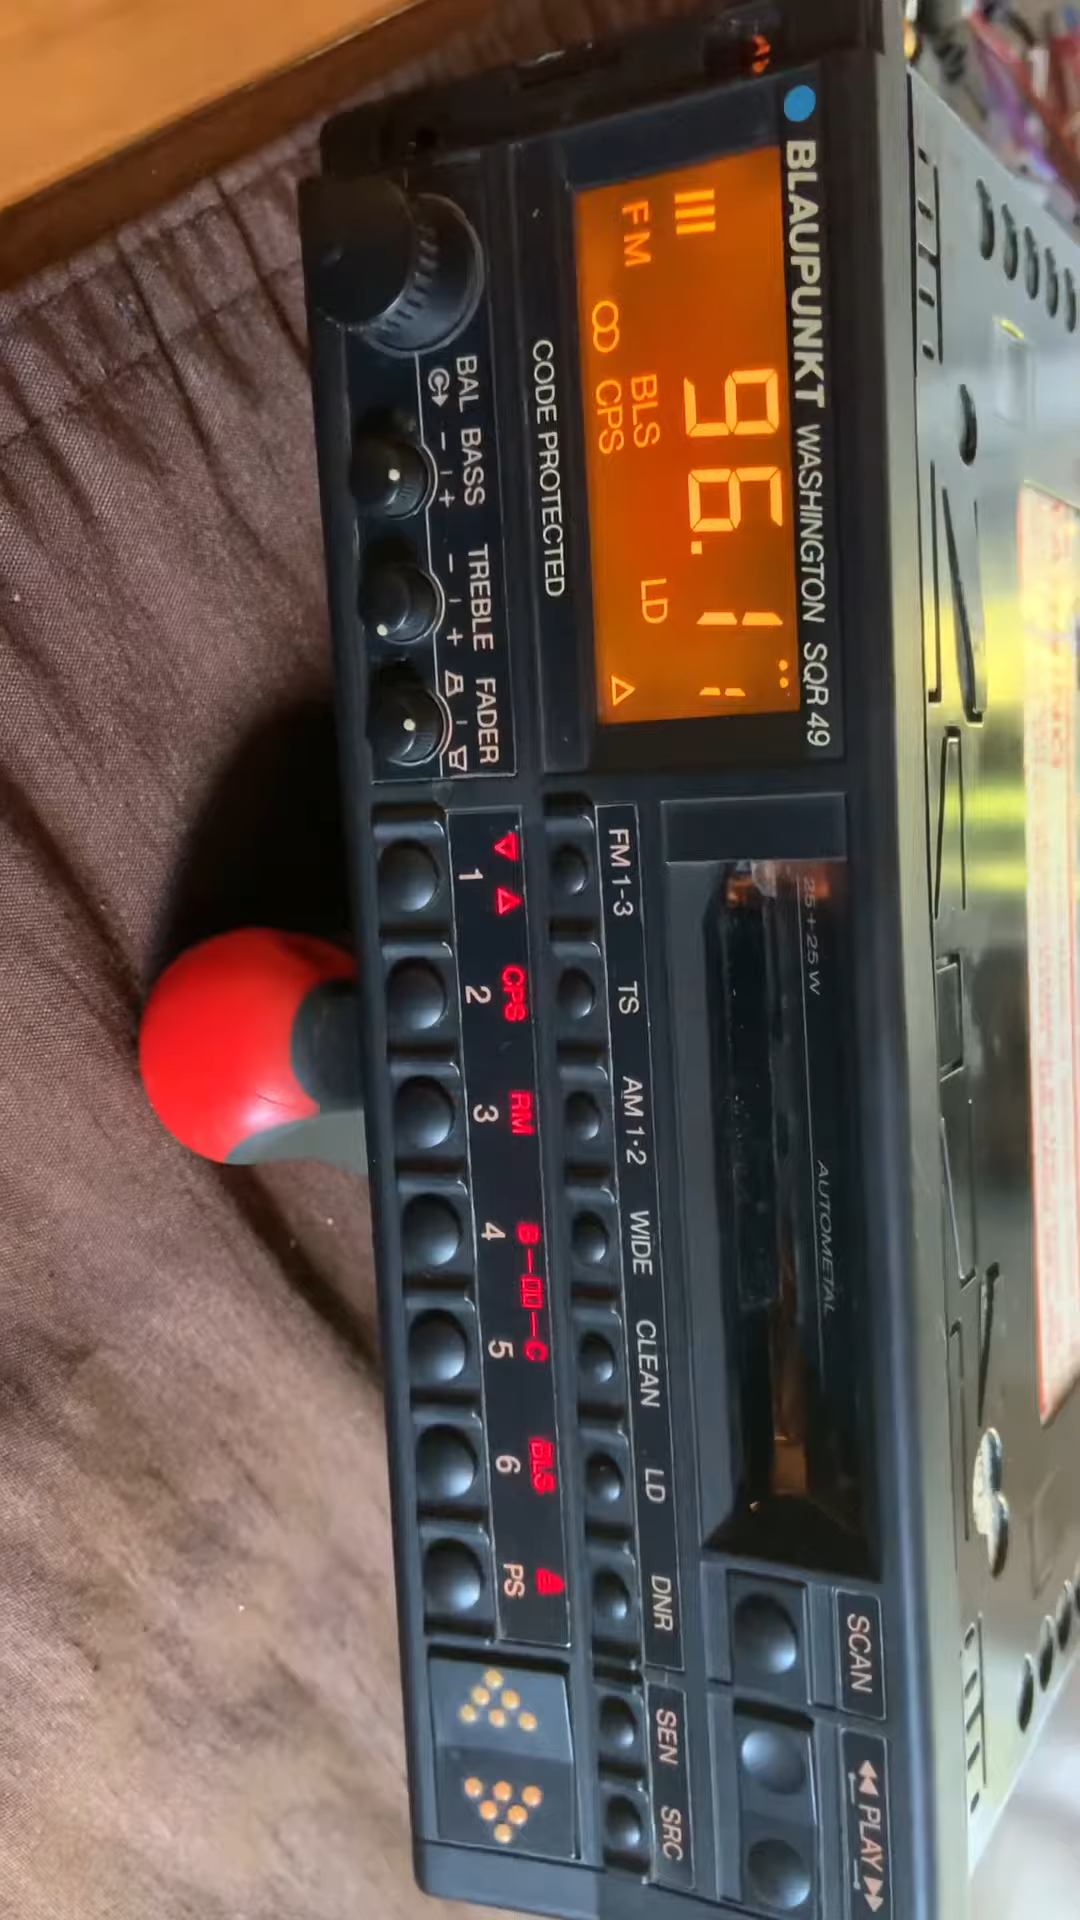 BLAUPUNKT WASHINGTON SQR 49
96.1
FM
BLS
LD
CPS
CODE PROTECTED
25+25 W
AUTOMETAL
SCAN
PLAY
FM 1-3 TS AM 1·2 WIDE CLEAN LD DNR SEN SRC
CPS RM B C BLS
1 2 3 4 5 6 PS
BAL BASS TREBLE FADER
- +
- +